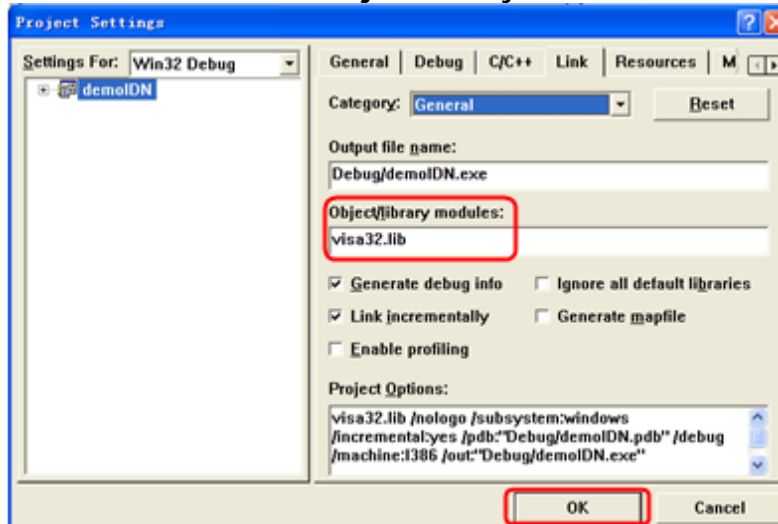 Project Settings
Settings For: Win32 Debug
demoIDN
General Debug C/C++ Link Resources M
Category: General Reset
Output file name:
Debug/demoIDN.exe
Object/library modules:
visa32.lib
Generate debug info Ignore all default libraries
Link incrementally Generate mapfile
Enable profiling
Project Options:
visa32.lib /nologo /subsystem:windows
/incremental:yes /pdb:"Debug/demoIDN.pdb" /debug
/machine:I386 /out:"Debug/demoIDN.exe"
OK Cancel